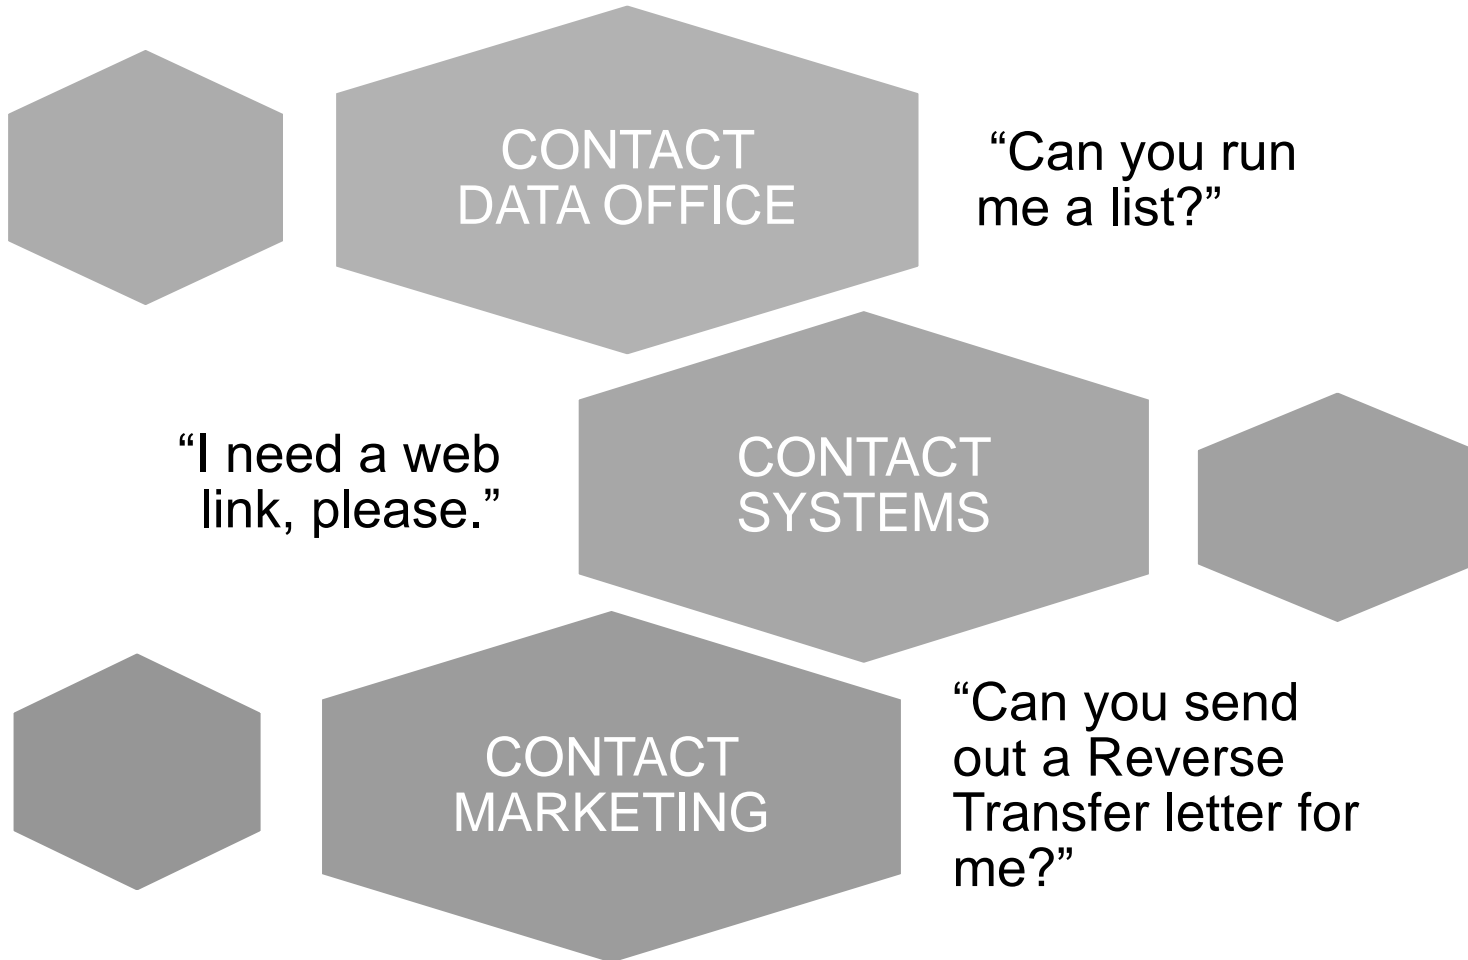 CONTACT
DATA OFFICE
“Can you run
me a list?”
“I need a web
link, please.”
CONTACT
SYSTEMS
CONTACT
MARKETING
“Can you send
out a Reverse
Transfer letter for
me?”